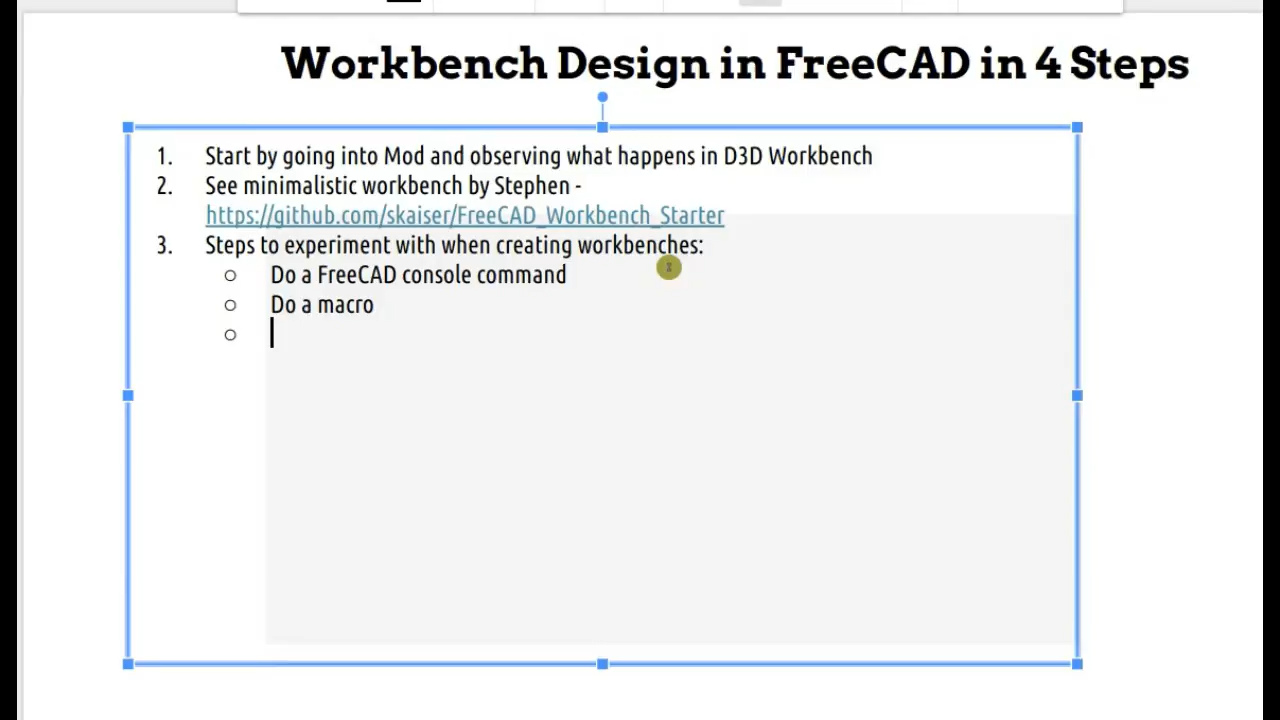 Workbench Design in FreeCAD in 4 Steps
1. Start by going into Mod and observing what happens in D3D Workbench
2. See minimalistic workbench by Stephen -
https://github.com/skaiser/FreeCAD_Workbench_Starter
3. Steps to experiment with when creating workbenches:
○ Do a FreeCAD console command
○ Do a macro
○